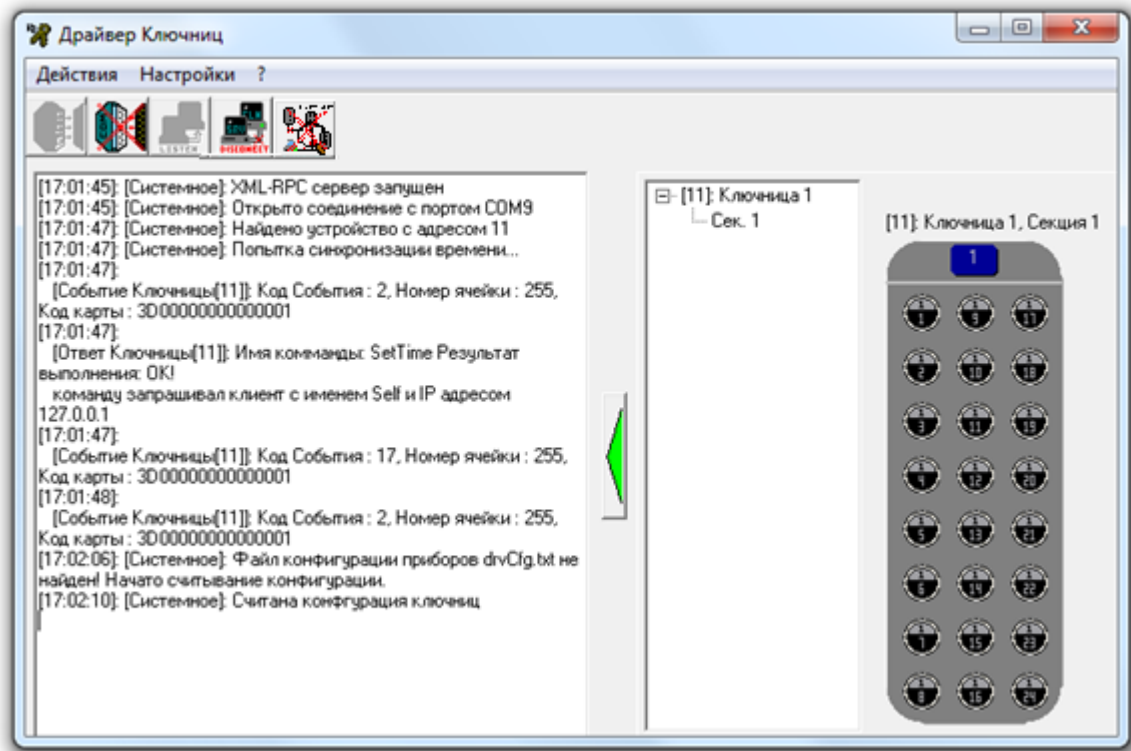 Драйвер Ключниц
Действия Настройки ?
LISTEN
DISCONNECT
[17:01:45]: [Системное]: XML-RPC сервер запущен
[17:01:45]: [Системное]: Открыто соединение с портом COM9
[17:01:47]: [Системное]: Найдено устройство с адресом 11
[17:01:47]: [Системное]: Попытка синхронизации времени...
[17:01:47]:
[Событие Ключницы[11]]: Код События : 2, Номер ячейки : 255,
Код карты : 3D00000000000001
[17:01:47]:
[Ответ Ключницы[11]]: Имя комманды: SetTime Результат
выполнения: OK!
команду запрашивал клиент с именем Self и IP адресом
127.0.0.1
[17:01:47]:
[Событие Ключницы[11]]: Код События : 17, Номер ячейки : 255,
Код карты : 3D00000000000001
[17:01:48]:
[Событие Ключницы[11]]: Код События : 2, Номер ячейки : 255,
Код карты : 3D00000000000001
[17:02:06]: [Системное]: Файл конфигурации приборов drvCfg.txt не
найден! Начато считывание конфигурации.
[17:02:10]: [Системное]: Считана конфгурация ключниц
[11]: Ключница 1
Сек. 1
[11]: Ключница 1, Секция 1
1
1 9 17
2 10 18
3 11 19
4 12 20
5 13 21
6 14 22
7 15 23
8 16 24